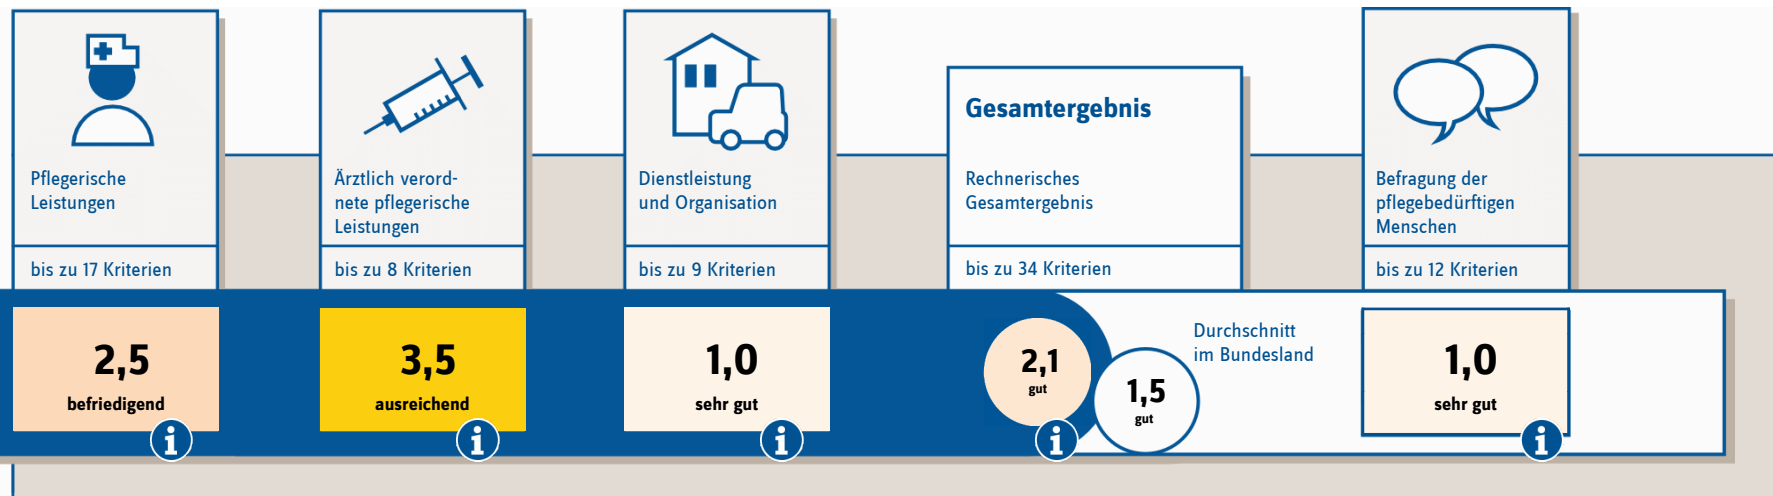 Pflegerische
Leistungen
bis zu 17 Kriterien
2,5
befriedigend
i
Ärztlich verord-
nete pflegerische
Leistungen
bis zu 8 Kriterien
3,5
ausreichend
i
Dienstleistung
und Organisation
bis zu 9 Kriterien
1,0
sehr gut
i
Gesamtergebnis
Rechnerisches
Gesamtergebnis
bis zu 34 Kriterien
2,1
gut
i
1,5
gut
Durchschnitt
im Bundesland
Befragung der
pflegebedürftigen
Menschen
bis zu 12 Kriterien
1,0
sehr gut
i